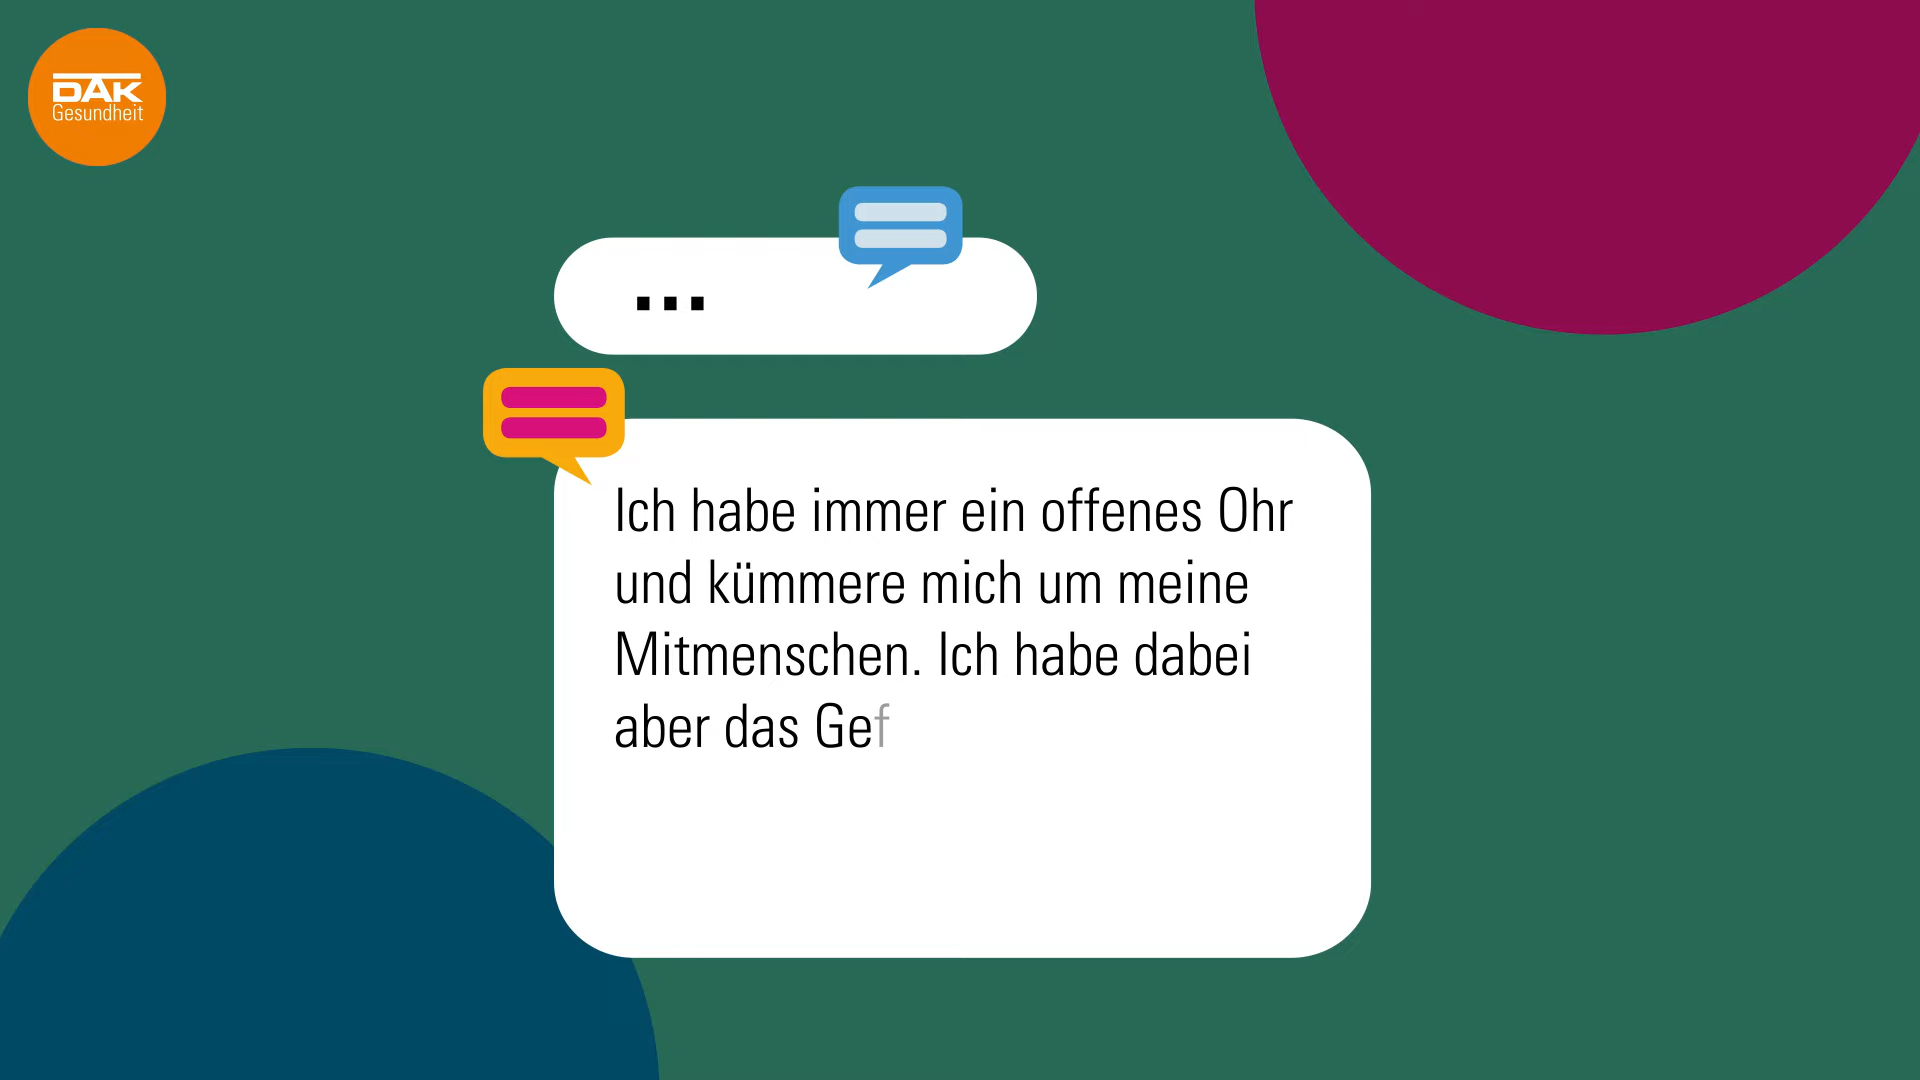 DAK
Gesundheit
...
Ich habe immer ein offenes Ohr
und kümmere mich um meine
Mitmenschen. Ich habe dabei
aber das Gef